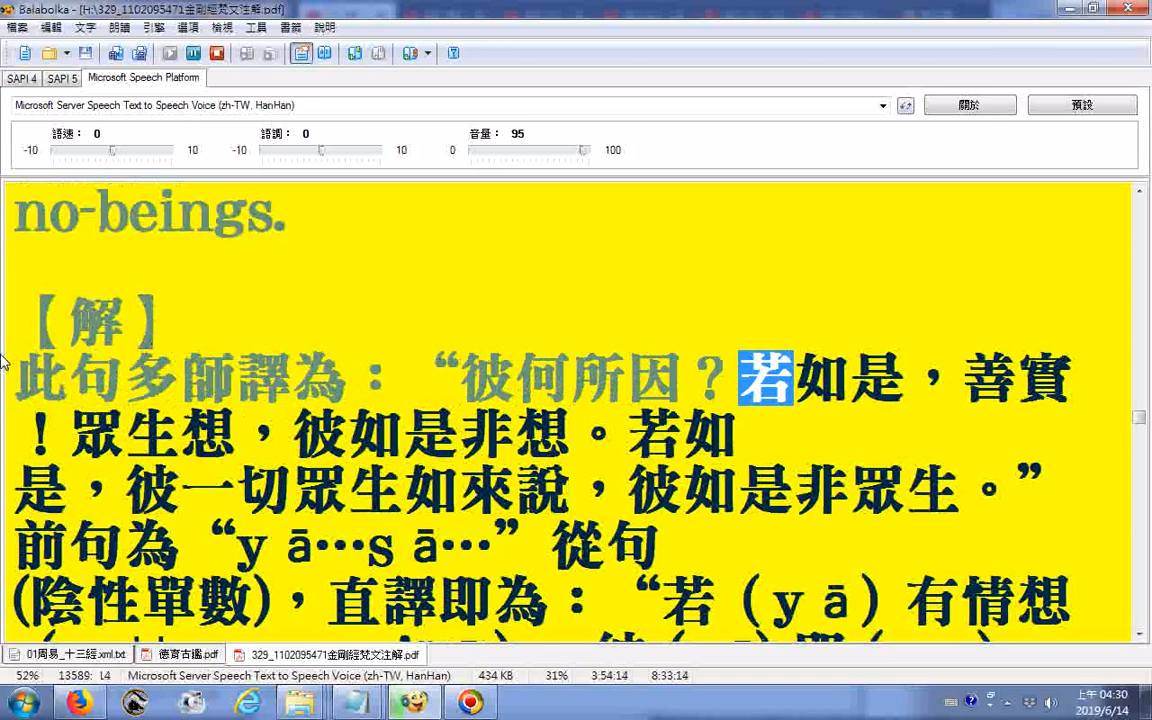 Balabolka - [H:\329_1102095471金剛經梵文注解.pdf]
檔案 編輯 文字 朗讀 引擎 選項 檢視 工具 書籤 說明
SAPI 4 SAPI 5 Microsoft Speech Platform
Microsoft Server Speech Text to Speech Voice (zh-TW, HanHan) 關於 預設
語速： 0 語調： 0 音量： 95
-10 10 -10 10 0 100
no-beings.
【解】
此句多師譯為：“彼何所因？若如是，善實
！眾生想，彼如是非想。若如
是，彼一切眾生如來說，彼如是非眾生。”
前句為“y ā…s ā…”從句
(陰性單數)，直譯即為：“若（y ā）有情想
01周易_十三經.xml.txt 德育古鑑.pdf 329_1102095471金剛經梵文注解.pdf
52% 13589: L4 Microsoft Server Speech Text to Speech Voice (zh-TW, HanHan) 434 KB 31% 3:54:14 8:33:14
上午 04:30
2019/6/14